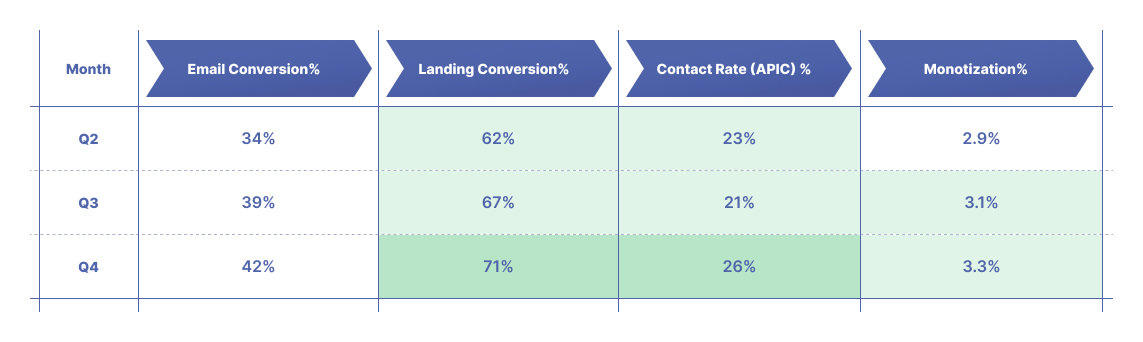 Month Email Conversion% Landing Conversion% Contact Rate (APIC) % Monetization%
Q2 34% 62% 23% 2.9%
Q3 39% 67% 21% 3.1%
Q4 42% 71% 26% 3.3%